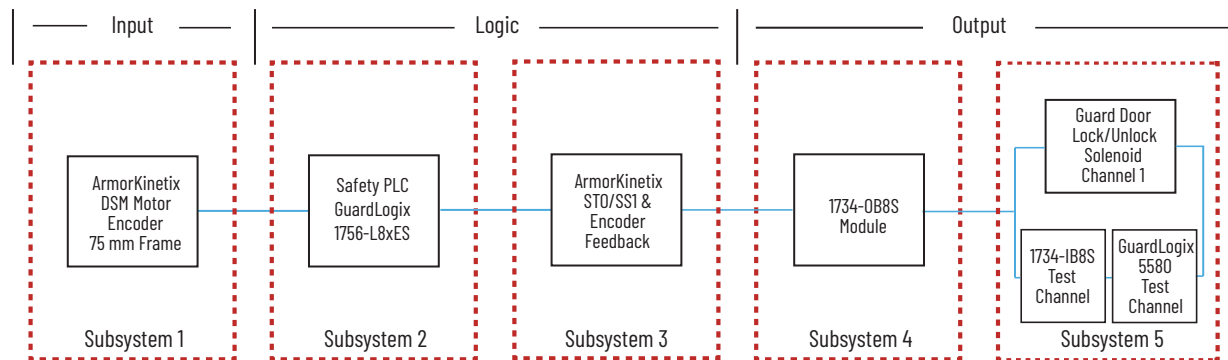 Input
Logic
Output
ArmorKinetix
DSM Motor
Encoder
75 mm Frame
Subsystem 1
Safety PLC
GuardLogix
1756-L8xES
Subsystem 2
ArmorKinetix
STO/SS1 &
Encoder
Feedback
Subsystem 3
1734-OB8S
Module
Subsystem 4
Guard Door
Lock/Unlock
Solenoid
Channel 1
1734-IB8S
Test
Channel
GuardLogix
5580
Test
Channel
Subsystem 5